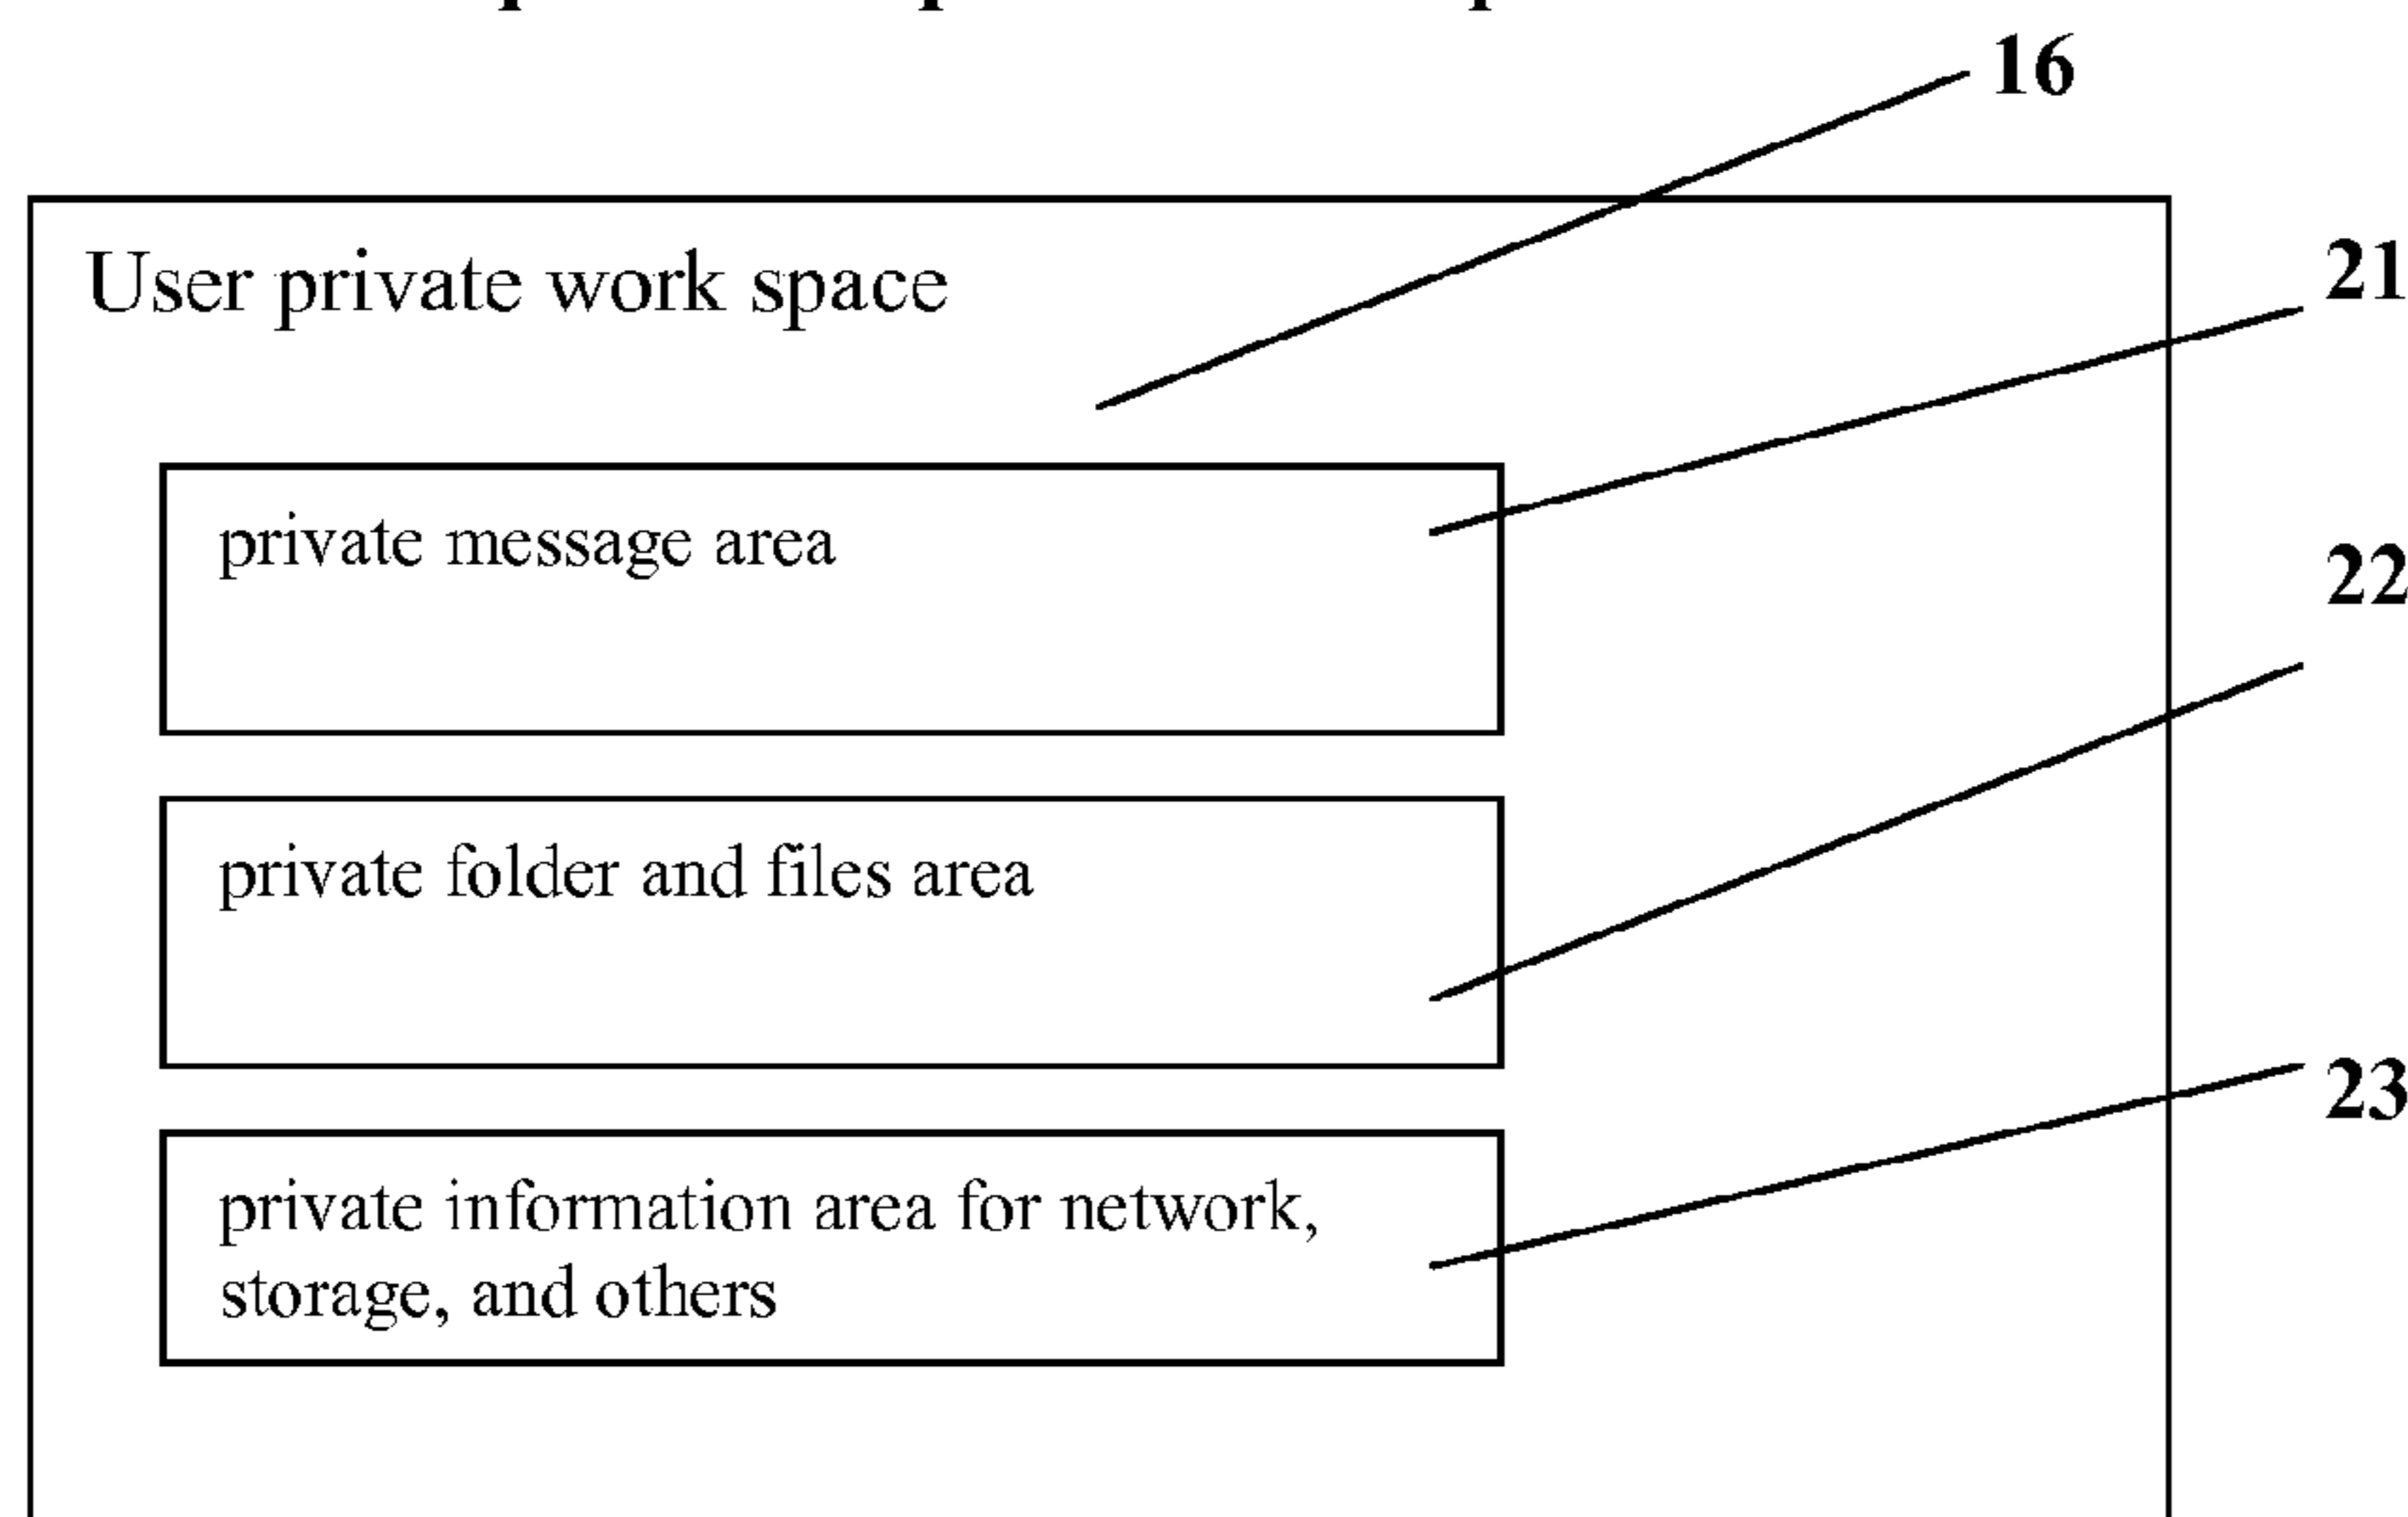 16
User private work space
21
private message area
22
private folder and files area
23
private information area for network,
storage, and others